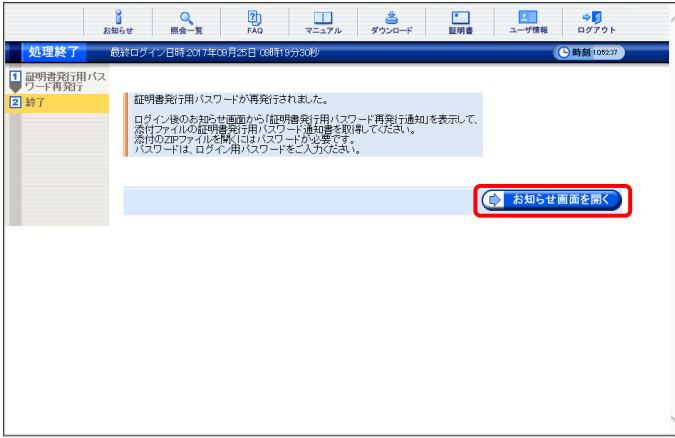 お知らせ
照会一覧
FAQ
マニュアル
ダウンロード
証明書
ユーザ情報
ログアウト
処理終了
最終ログイン日時:2017年09月25日 09時19分30秒
時刻 10:52:37
1 証明書発行用パス
ワード再発行
2 終了
証明書発行用パスワードが再発行されました。
ログイン後のお知らせ画面から「証明書発行用パスワード再発行通知」を表示して、
添付ファイルの証明書発行用パスワード通知書を取得してください。
添付のZIPファイルを開くにはパスワードが必要です。
パスワードは、ログイン用パスワードをご入力ください。
お知らせ画面を開く